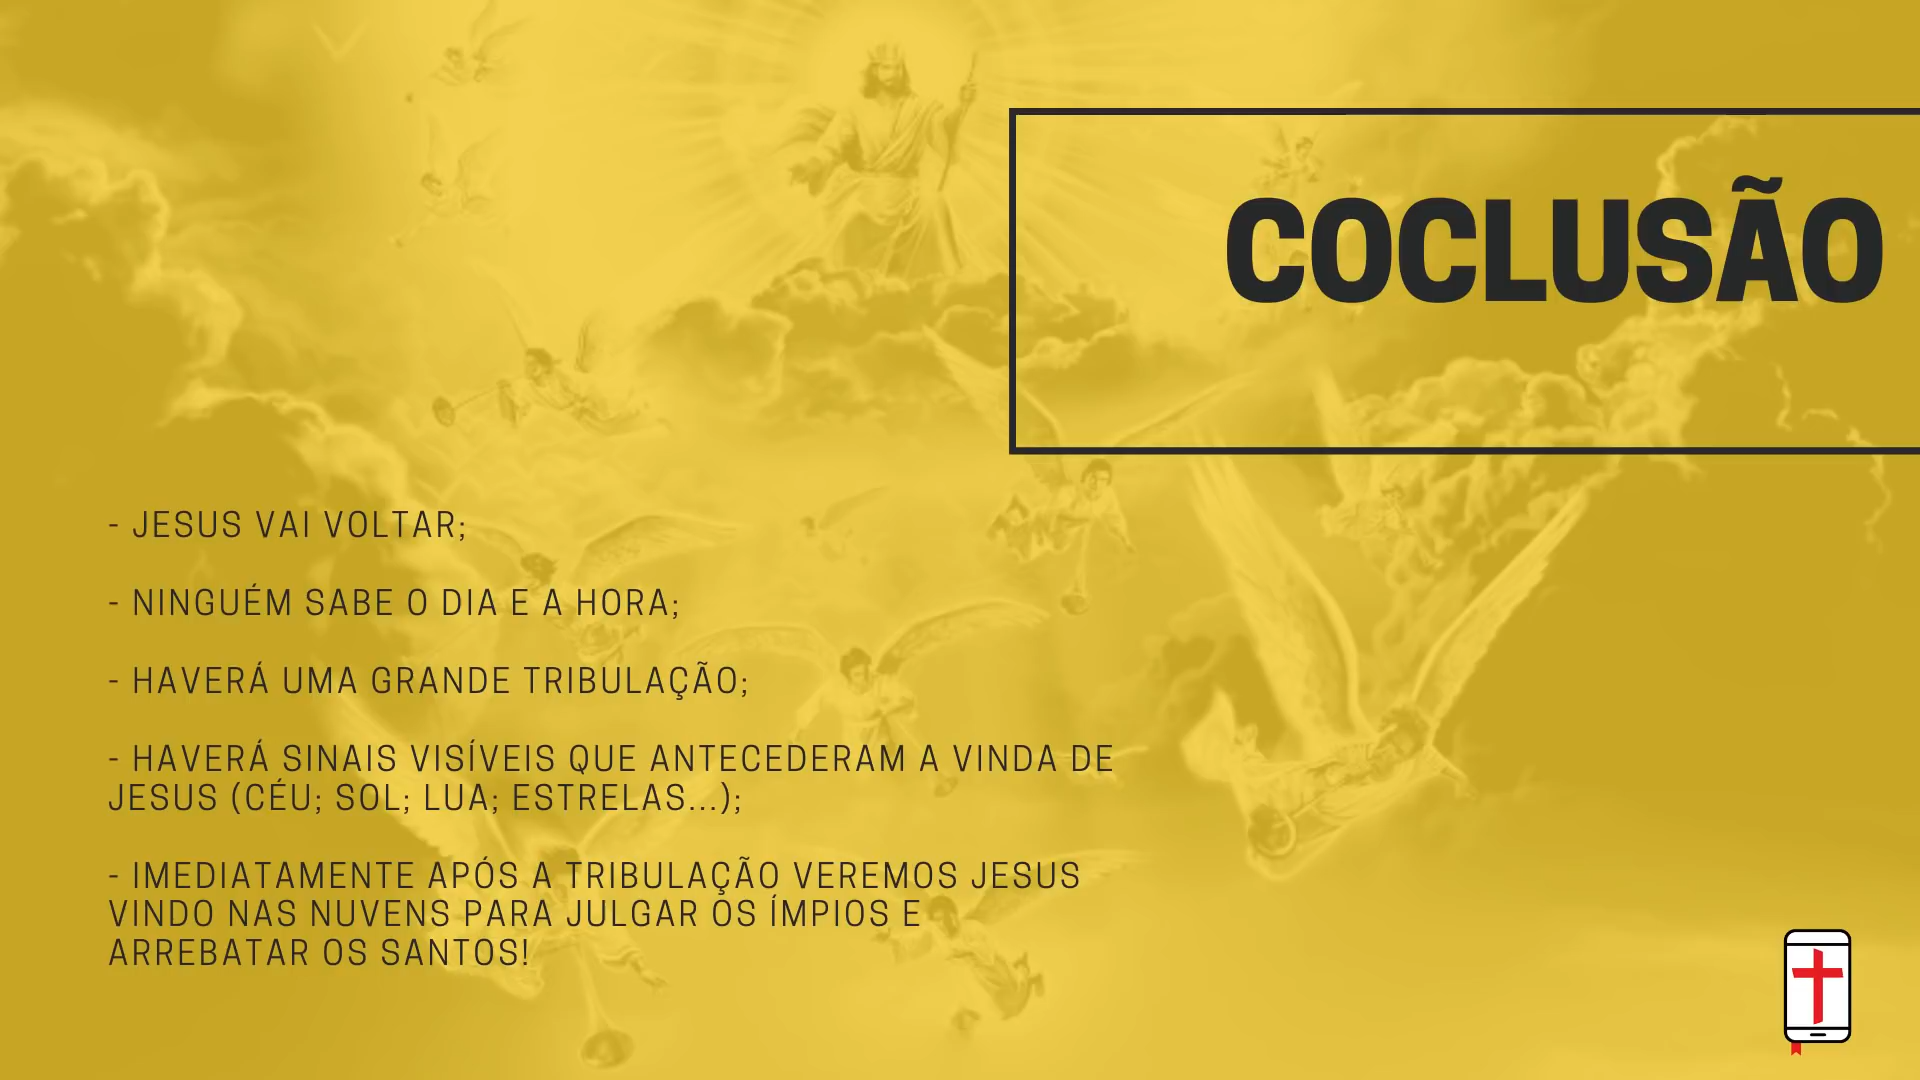 COCLUSÃO
- JESUS VAI VOLTAR;
- NINGUÉM SABE O DIA E A HORA;
- HAVERÁ UMA GRANDE TRIBULAÇÃO;
- HAVERÁ SINAIS VISÍVEIS QUE ANTECEDERAM A VINDA DE
JESUS (CÉU; SOL; LUA; ESTRELAS...);
- IMEDIATAMENTE APÓS A TRIBULAÇÃO VEREMOS JESUS
VINDO NAS NUVENS PARA JULGAR OS ÍMPIOS E
ARREBATAR OS SANTOS!